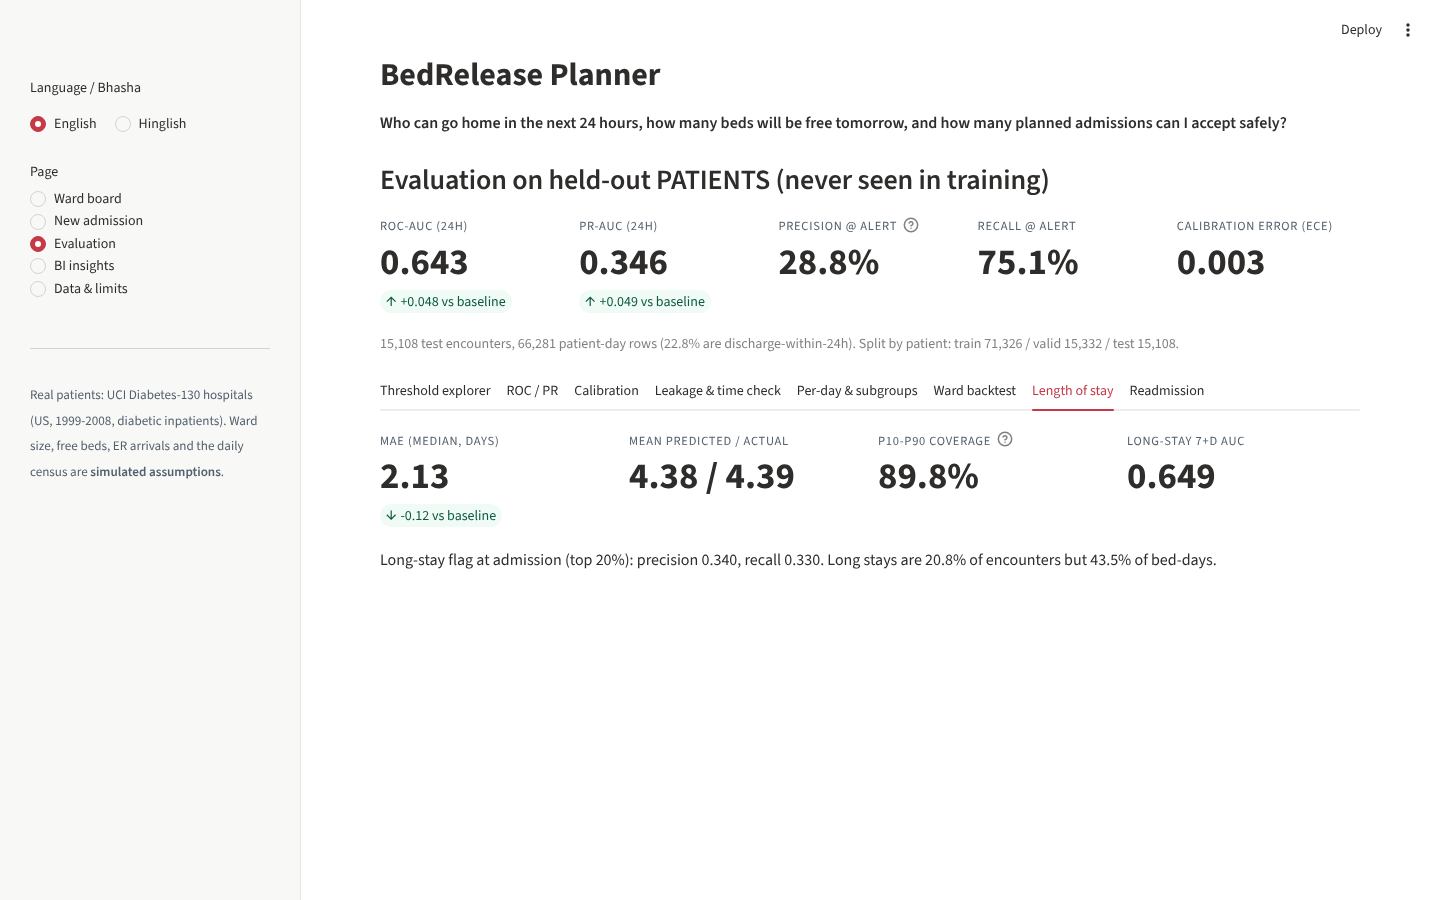 Deploy
Language / Bhasha
English
Hinglish
Page
Ward board
New admission
Evaluation
BI insights
Data & limits
Real patients: UCI Diabetes-130 hospitals
(US, 1999-2008, diabetic inpatients). Ward
size, free beds, ER arrivals and the daily
census are simulated assumptions.
BedRelease Planner
Who can go home in the next 24 hours, how many beds will be free tomorrow, and how many planned admissions can I accept safely?
Evaluation on held-out PATIENTS (never seen in training)
ROC-AUC (24H)
0.643
↑ +0.048 vs baseline
PR-AUC (24H)
0.346
↑ +0.049 vs baseline
PRECISION @ ALERT
28.8%
RECALL @ ALERT
75.1%
CALIBRATION ERROR (ECE)
0.003
15,108 test encounters, 66,281 patient-day rows (22.8% are discharge-within-24h). Split by patient: train 71,326 / valid 15,332 / test 15,108.
Threshold explorer
ROC / PR
Calibration
Leakage & time check
Per-day & subgroups
Ward backtest
Length of stay
Readmission
MAE (MEDIAN, DAYS)
2.13
↓ -0.12 vs baseline
MEAN PREDICTED / ACTUAL
4.38 / 4.39
P10-P90 COVERAGE
89.8%
LONG-STAY 7+D AUC
0.649
Long-stay flag at admission (top 20%): precision 0.340, recall 0.330. Long stays are 20.8% of encounters but 43.5% of bed-days.